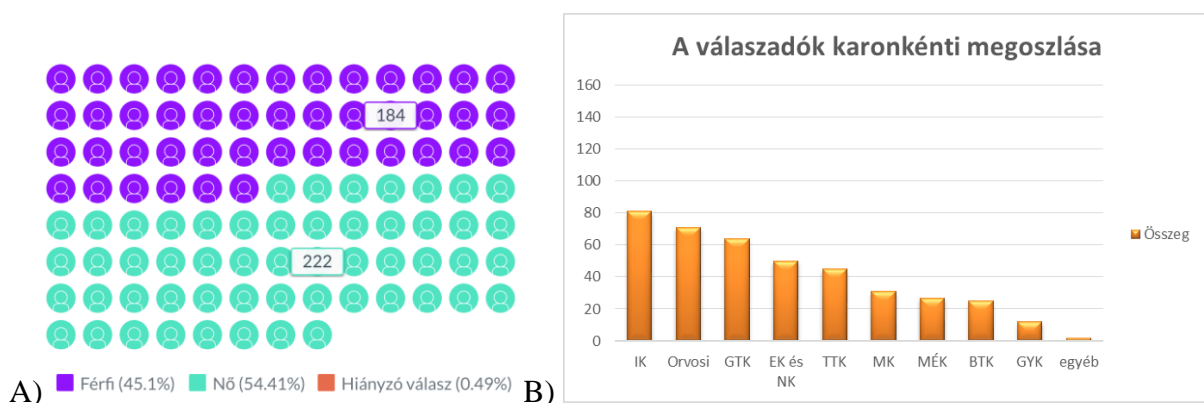 184
222
A)
Férfi (45.1%) Nő (54.41%) Hiányzó válasz (0.49%)
B)
A válaszadók karonkénti megoszlása
160
140
120
100
80
60
40
20
0
IK Orvosi GTK EK és NK TTK MK MÉK BTK GYK egyéb
Összeg